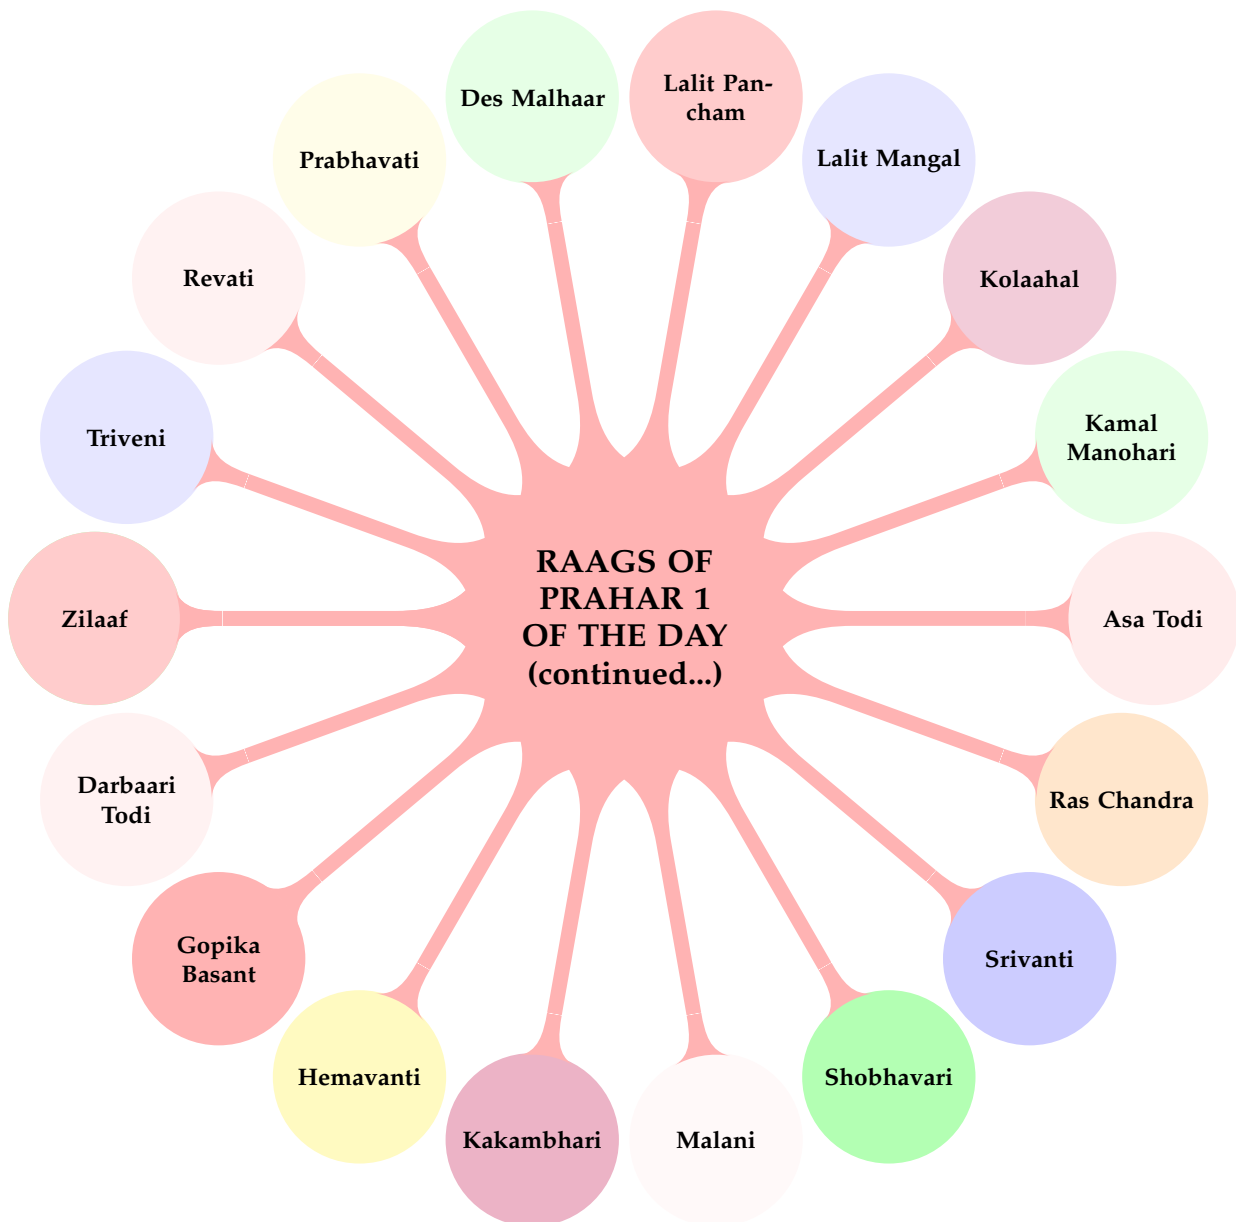 Des Malhaar
Lalit Pan-
cham
Prabhavati
Lalit Mangal
Revati
Kolaahal
Triveni
Kamal
Manohari
RAAGS OF
PRAHAR 1
OF THE DAY
(continued...)
Zilaaf
Asa Todi
Darbaari
Todi
Ras Chandra
Gopika
Basant
Srivanti
Hemavanti
Shobhavari
Kakambhari
Malani